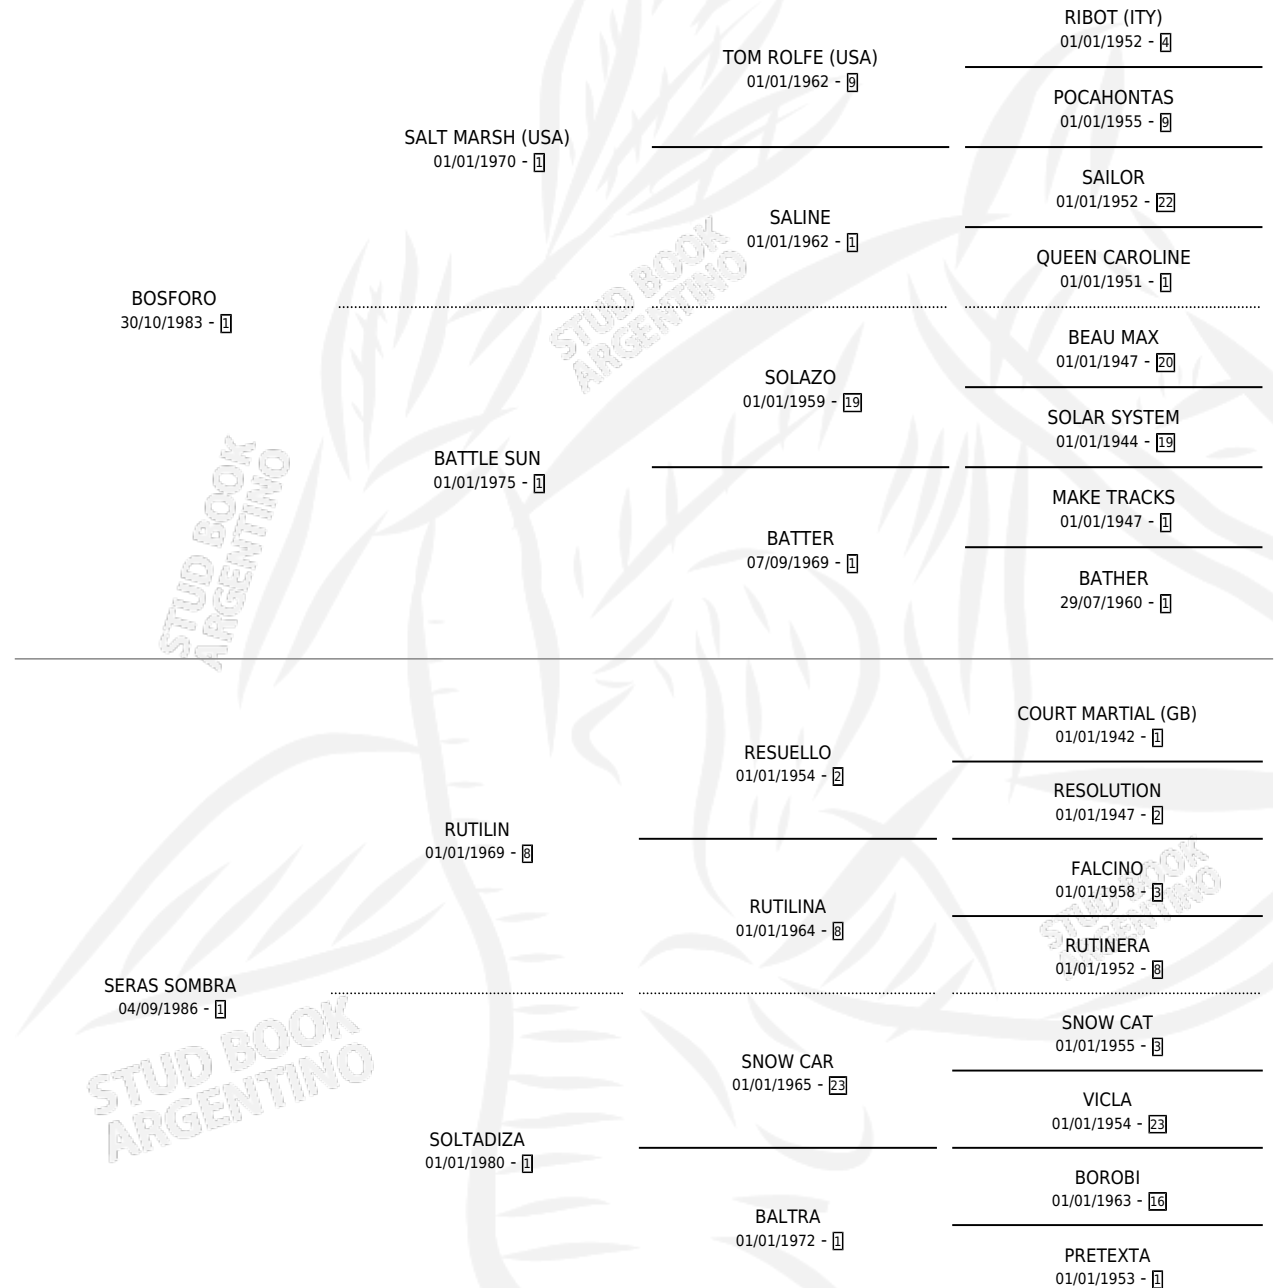 RIBOT (ITY)
01/01/1952 - 4
TOM ROLFE (USA)
01/01/1962 - 9
POCAHONTAS
01/01/1955 - 9
SALT MARSH (USA)
01/01/1970 - 1
SAILOR
01/01/1952 - 22
SALINE
01/01/1962 - 1
QUEEN CAROLINE
01/01/1951 - 1
BOSFORO
30/10/1983 - 1
BEAU MAX
01/01/1947 - 20
SOLAZO
01/01/1959 - 19
SOLAR SYSTEM
01/01/1944 - 19
BATTLE SUN
01/01/1975 - 1
MAKE TRACKS
01/01/1947 - 1
BATTER
07/09/1969 - 1
BATHER
29/07/1960 - 1
COURT MARTIAL (GB)
01/01/1942 - 1
RESUELLO
01/01/1954 - 2
RESOLUTION
01/01/1947 - 2
RUTILIN
01/01/1969 - 8
FALCINO
01/01/1958 - 3
RUTILINA
01/01/1964 - 8
RUTINERA
01/01/1952 - 8
SERAS SOMBRA
04/09/1986 - 1
SNOW CAT
01/01/1955 - 3
SNOW CAR
01/01/1965 - 23
VICLA
01/01/1954 - 23
SOLTADIZA
01/01/1980 - 1
BOROBI
01/01/1963 - 16
BALTRA
01/01/1972 - 1
PRETEXTA
01/01/1953 - 1
STUD BOOK
ARGENTINO
STUD BOOK
ARGENTINO
STUD BOOK
ARGENTINO
STUD BOOK
ARGENTINO